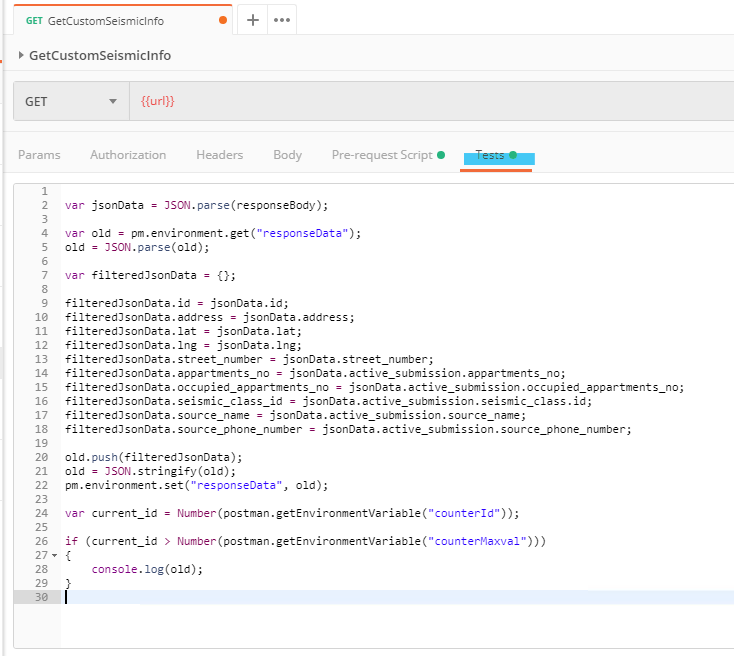 GET GetCustomSeismicInfo
GetCustomSeismicInfo
GET {{url}}
Params Authorization Headers Body Pre-request Script Tests
1
2 var jsonData = JSON.parse(responseBody);
3
4 var old = pm.environment.get("responseData");
5 old = JSON.parse(old);
6
7 var filteredJsonData = {};
8
9 filteredJsonData.id = jsonData.id;
10 filteredJsonData.address = jsonData.address;
11 filteredJsonData.lat = jsonData.lat;
12 filteredJsonData.lng = jsonData.lng;
13 filteredJsonData.street_number = jsonData.street_number;
14 filteredJsonData.appartments_no = jsonData.active_submission.appartments_no;
15 filteredJsonData.occupied_appartments_no = jsonData.active_submission.occupied_appartments_no;
16 filteredJsonData.seismic_class_id = jsonData.active_submission.seismic_class.id;
17 filteredJsonData.source_name = jsonData.active_submission.source_name;
18 filteredJsonData.source_phone_number = jsonData.active_submission.source_phone_number;
19
20 old.push(filteredJsonData);
21 old = JSON.stringify(old);
22 pm.environment.set("responseData", old);
23
24 var current_id = Number(postman.getEnvironmentVariable("counterId"));
25
26 if (current_id > Number(postman.getEnvironmentVariable("counterMaxval")))
27 {
28 console.log(old);
29 }
30